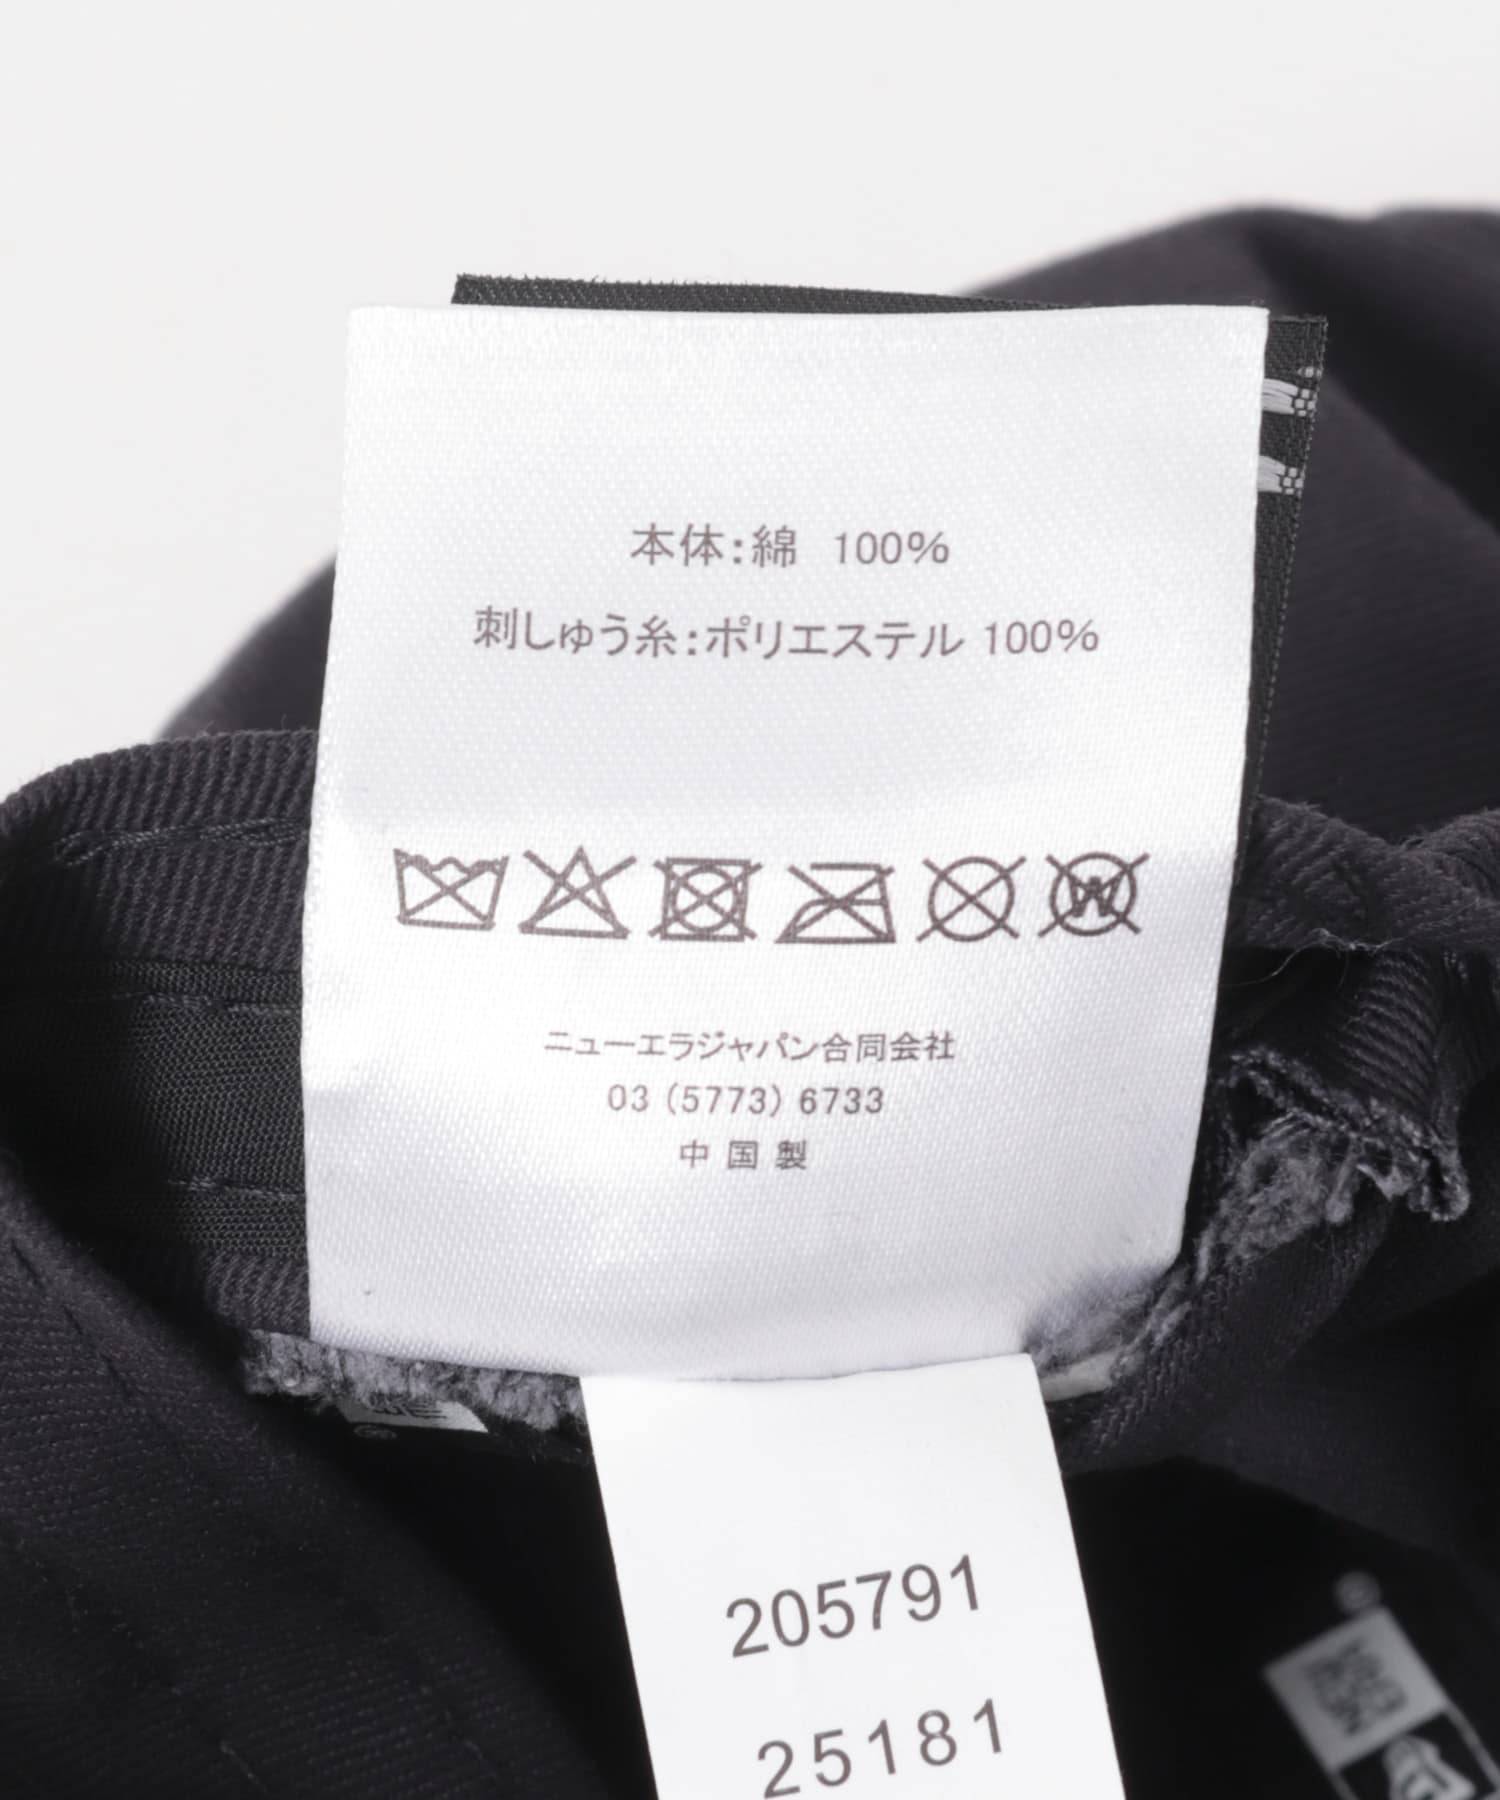 本体:綿 100%
刺しゅう糸:ポリエステル 100%
W
ニューエラジャパン合同会社
03 (5773) 6733
中国製
205791
25181